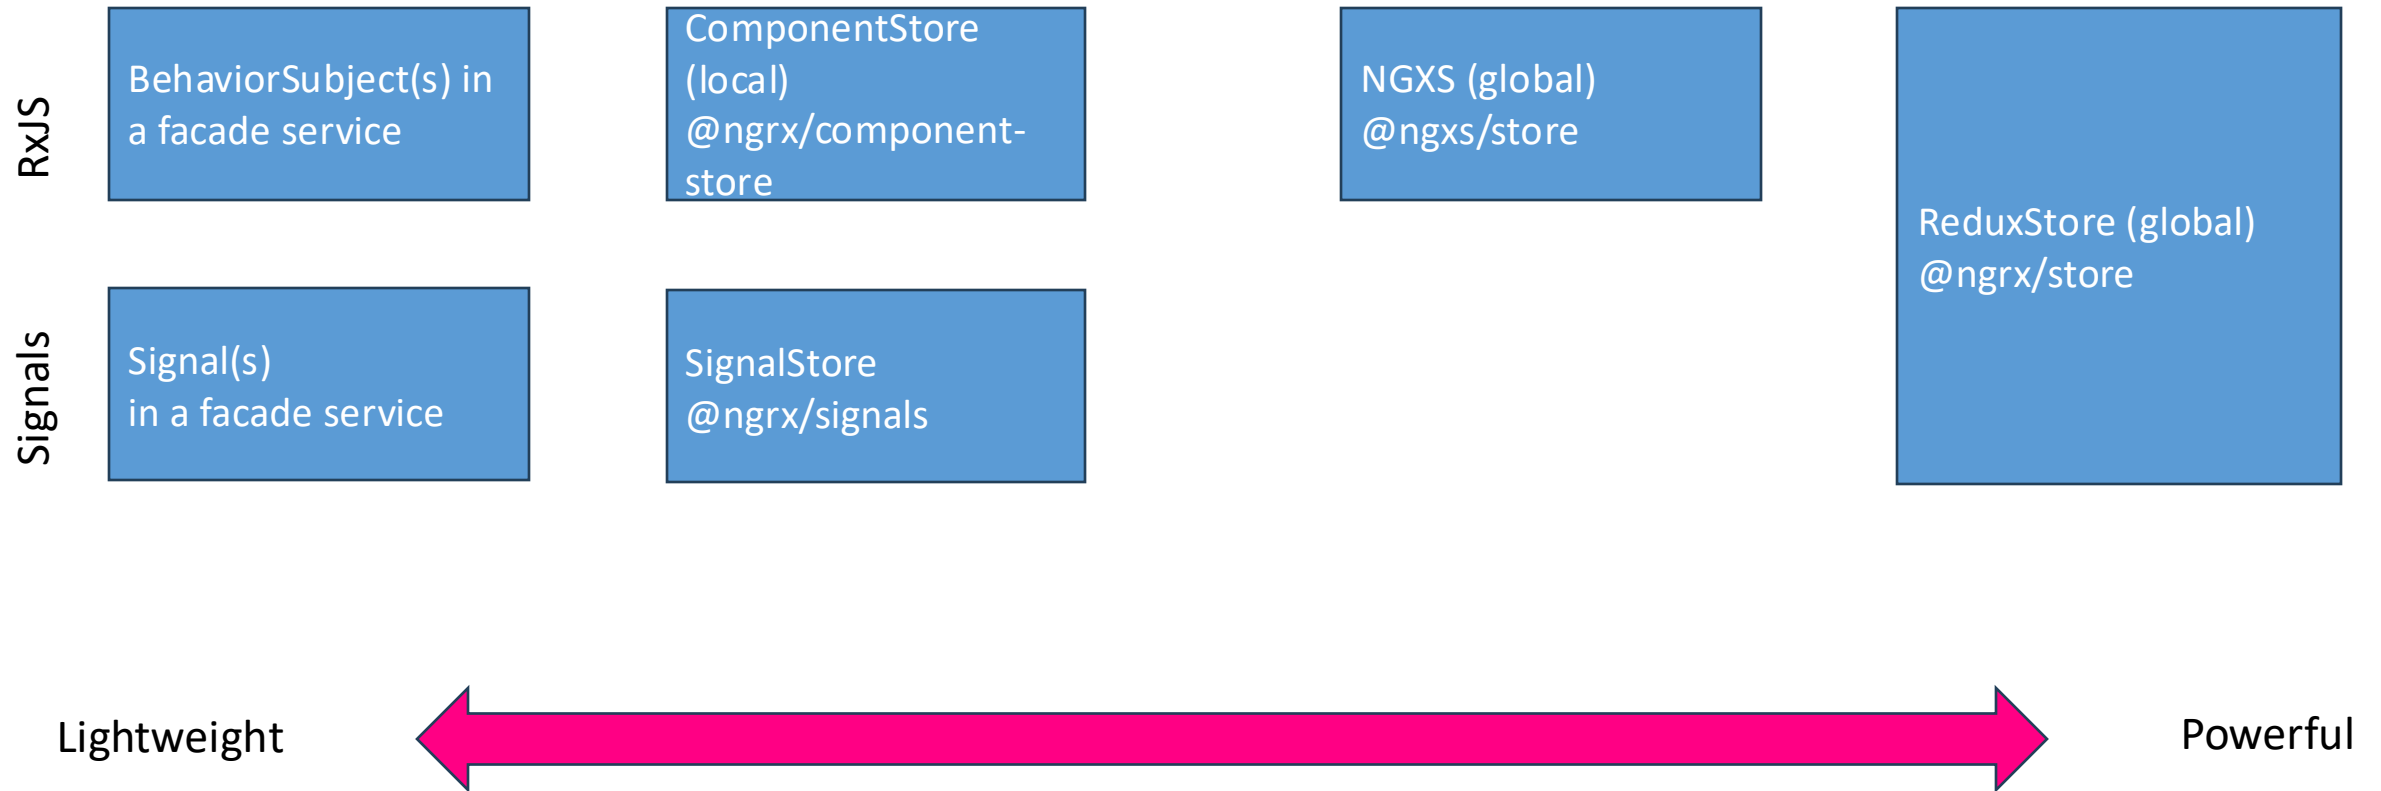 RxJS
BehaviorSubject(s) in
a facade service
ComponentStore
(local)
@ngrx/component-
store
NGXS (global)
@ngxs/store
ReduxStore (global)
@ngrx/store
Signals
Signal(s)
in a facade service
SignalStore
@ngrx/signals
Lightweight
Powerful